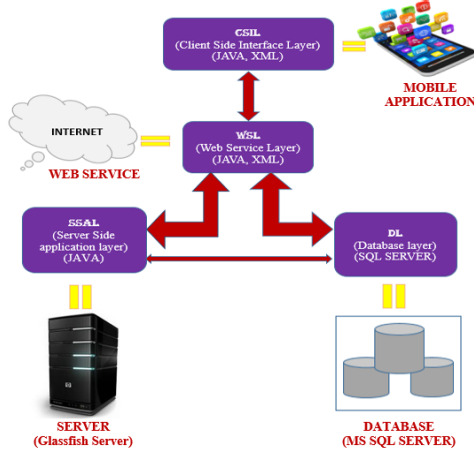 CSIL
(Client Side Interface Layer)
(JAVA, XML)
MOBILE
APPLICATION
INTERNET
WEB SERVICE
WSL
(Web Service Layer)
(JAVA, XML)
SSAL
(Server Side
application layer)
(JAVA)
DL
(Database layer)
(SQL SERVER)
SERVER
(Glassfish Server)
DATABASE
(MS SQL SERVER)